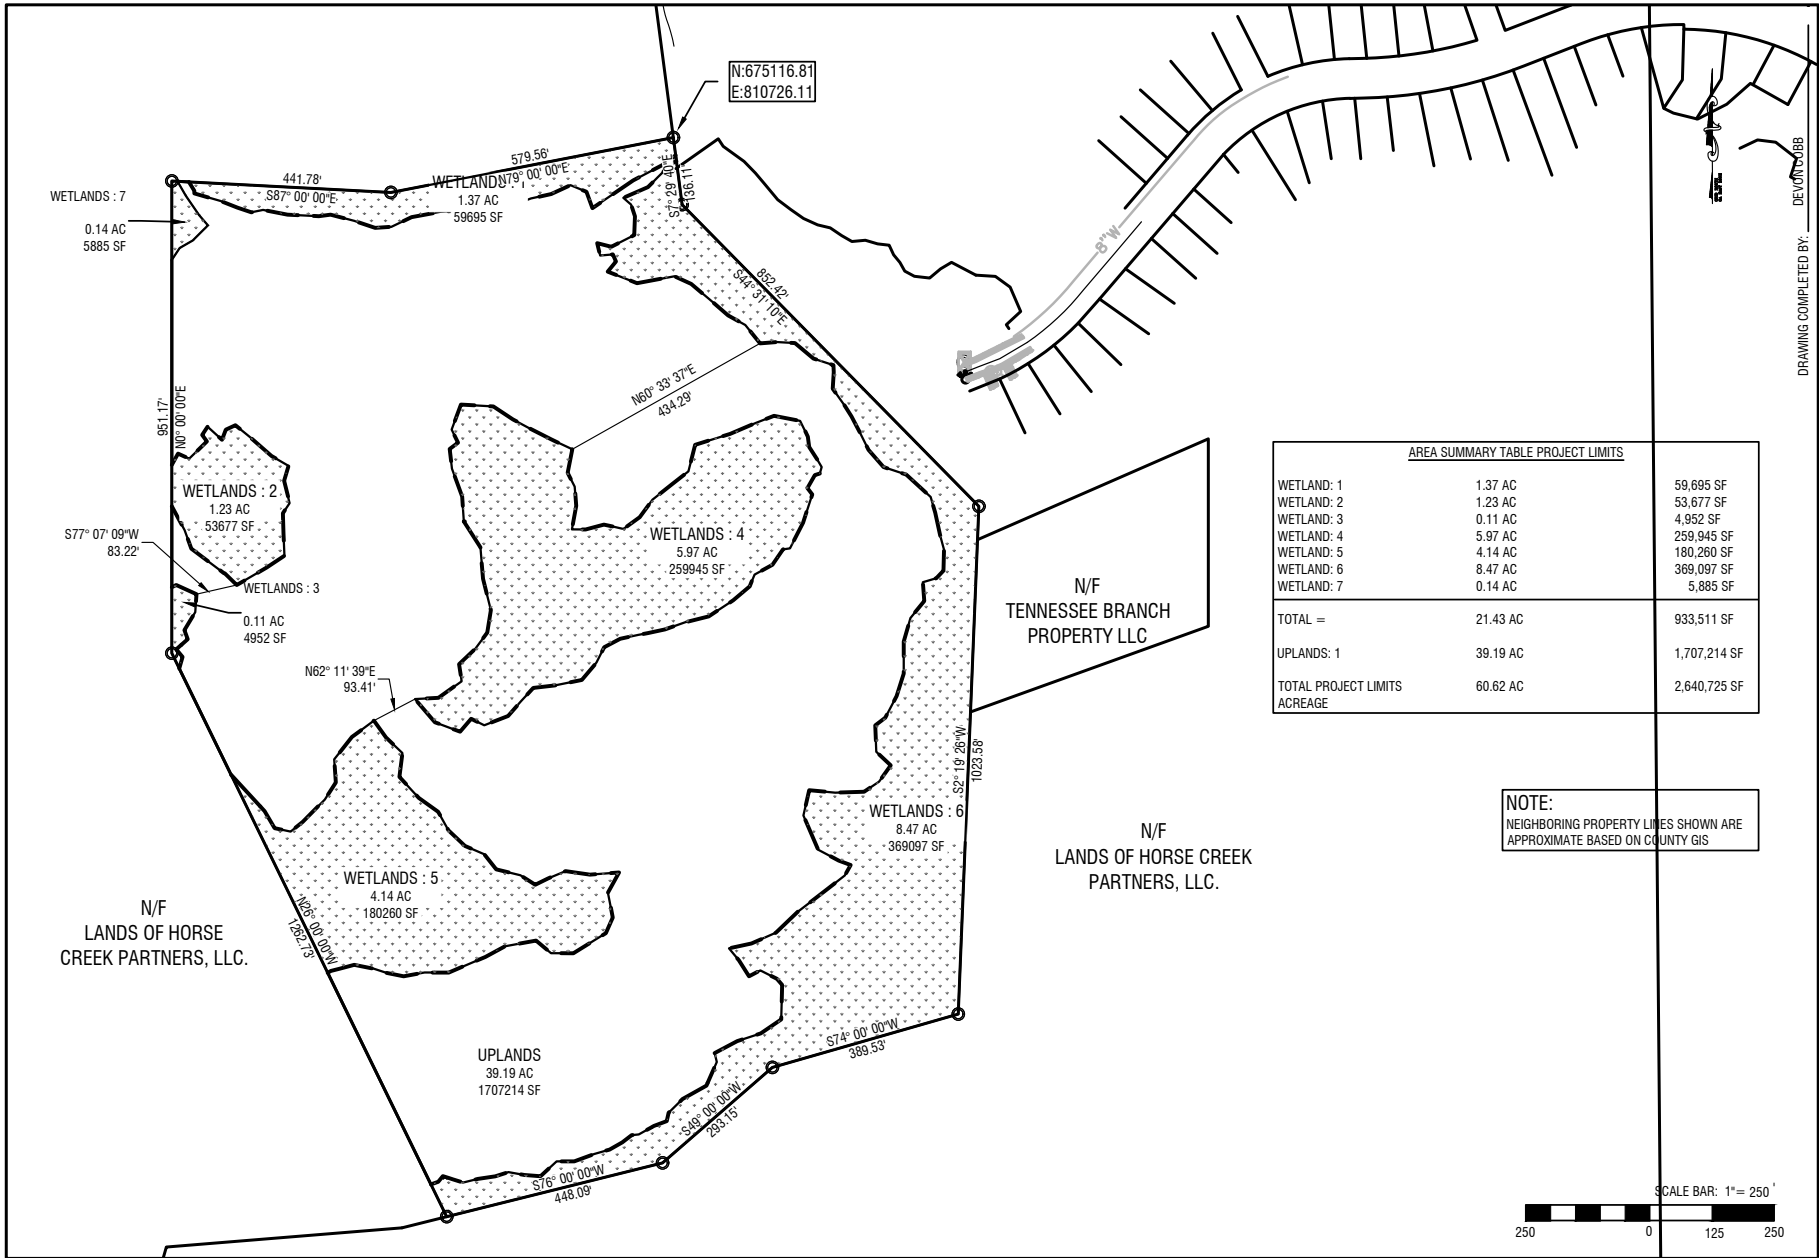 N:675116.81
E:810726.11
579.56'
N79° 00' 00"E
441.78'
S87° 00' 00"E
WETLANDS : 1
1.37 AC
59695 SF
WETLANDS : 7
0.14 AC
5885 SF
S7° 29' 40"E
136.11'
852.42'
S44° 31' 10"E
8"W
DEVON CUBB
DRAWING COMPLETED BY:
N60° 33' 37"E
434.29'
951.17'
N0° 00' 00"E
WETLANDS : 2
1.23 AC
53677 SF
S77° 07' 09"W
83.22'
WETLANDS : 3
0.11 AC
4952 SF
WETLANDS : 4
5.97 AC
259945 SF
N62° 11' 39"E
93.41'
N/F
TENNESSEE BRANCH
PROPERTY LLC
AREA SUMMARY TABLE PROJECT LIMITS
WETLAND: 1 1.37 AC 59,695 SF
WETLAND: 2 1.23 AC 53,677 SF
WETLAND: 3 0.11 AC 4,952 SF
WETLAND: 4 5.97 AC 259,945 SF
WETLAND: 5 4.14 AC 180,260 SF
WETLAND: 6 8.47 AC 369,097 SF
WETLAND: 7 0.14 AC 5,885 SF
TOTAL = 21.43 AC 933,511 SF
UPLANDS: 1 39.19 AC 1,707,214 SF
TOTAL PROJECT LIMITS 60.62 AC 2,640,725 SF
ACREAGE
S2° 19' 26"W
1023.58'
WETLANDS : 6
8.47 AC
369097 SF
NOTE:
NEIGHBORING PROPERTY LINES SHOWN ARE
APPROXIMATE BASED ON COUNTY GIS
N/F
LANDS OF HORSE CREEK
PARTNERS, LLC.
WETLANDS : 5
4.14 AC
180260 SF
N/F
LANDS OF HORSE
CREEK PARTNERS, LLC.
N26° 00' 00"W
1262.73'
UPLANDS
39.19 AC
1707214 SF
S74° 00' 00"W
389.53'
S49° 00' 00"W
293.15'
S76° 00' 00"W
448.09'
SCALE BAR: 1"= 250 '
250 0 125 250